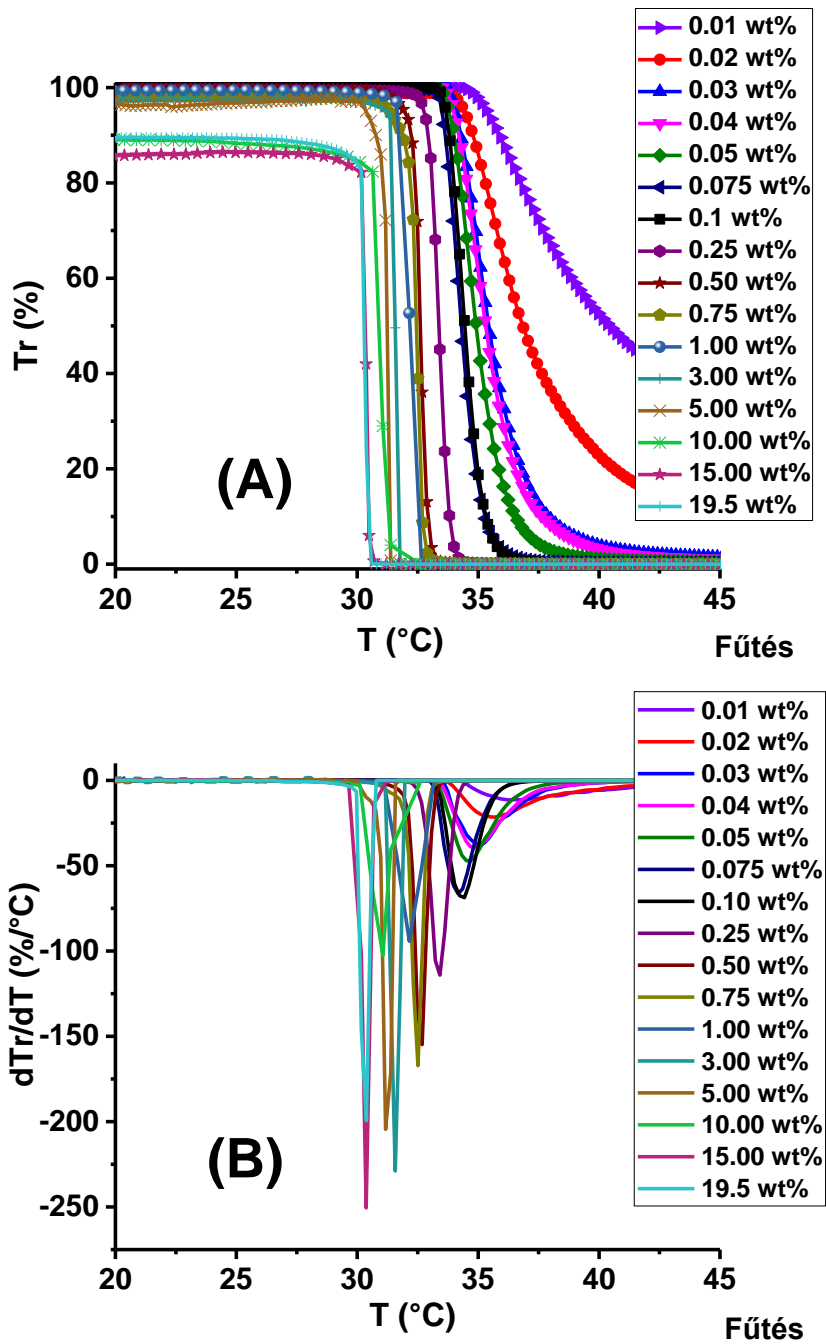 0.01 wt%
0.02 wt%
0.03 wt%
0.04 wt%
0.05 wt%
0.075 wt%
0.1 wt%
0.25 wt%
0.50 wt%
0.75 wt%
1.00 wt%
3.00 wt%
5.00 wt%
10.00 wt%
15.00 wt%
19.5 wt%
100
80
60
40
20
0
Tr (%)
(A)
20 25 30 35 40 45
T (°C)
Fűtés
0.01 wt%
0.02 wt%
0.03 wt%
0.04 wt%
0.05 wt%
0.075 wt%
0.10 wt%
0.25 wt%
0.50 wt%
0.75 wt%
1.00 wt%
3.00 wt%
5.00 wt%
10.00 wt%
15.00 wt%
19.5 wt%
0
-50
-100
-150
-200
-250
dTr/dT (%/°C)
(B)
20 25 30 35 40 45
T (°C)
Fűtés